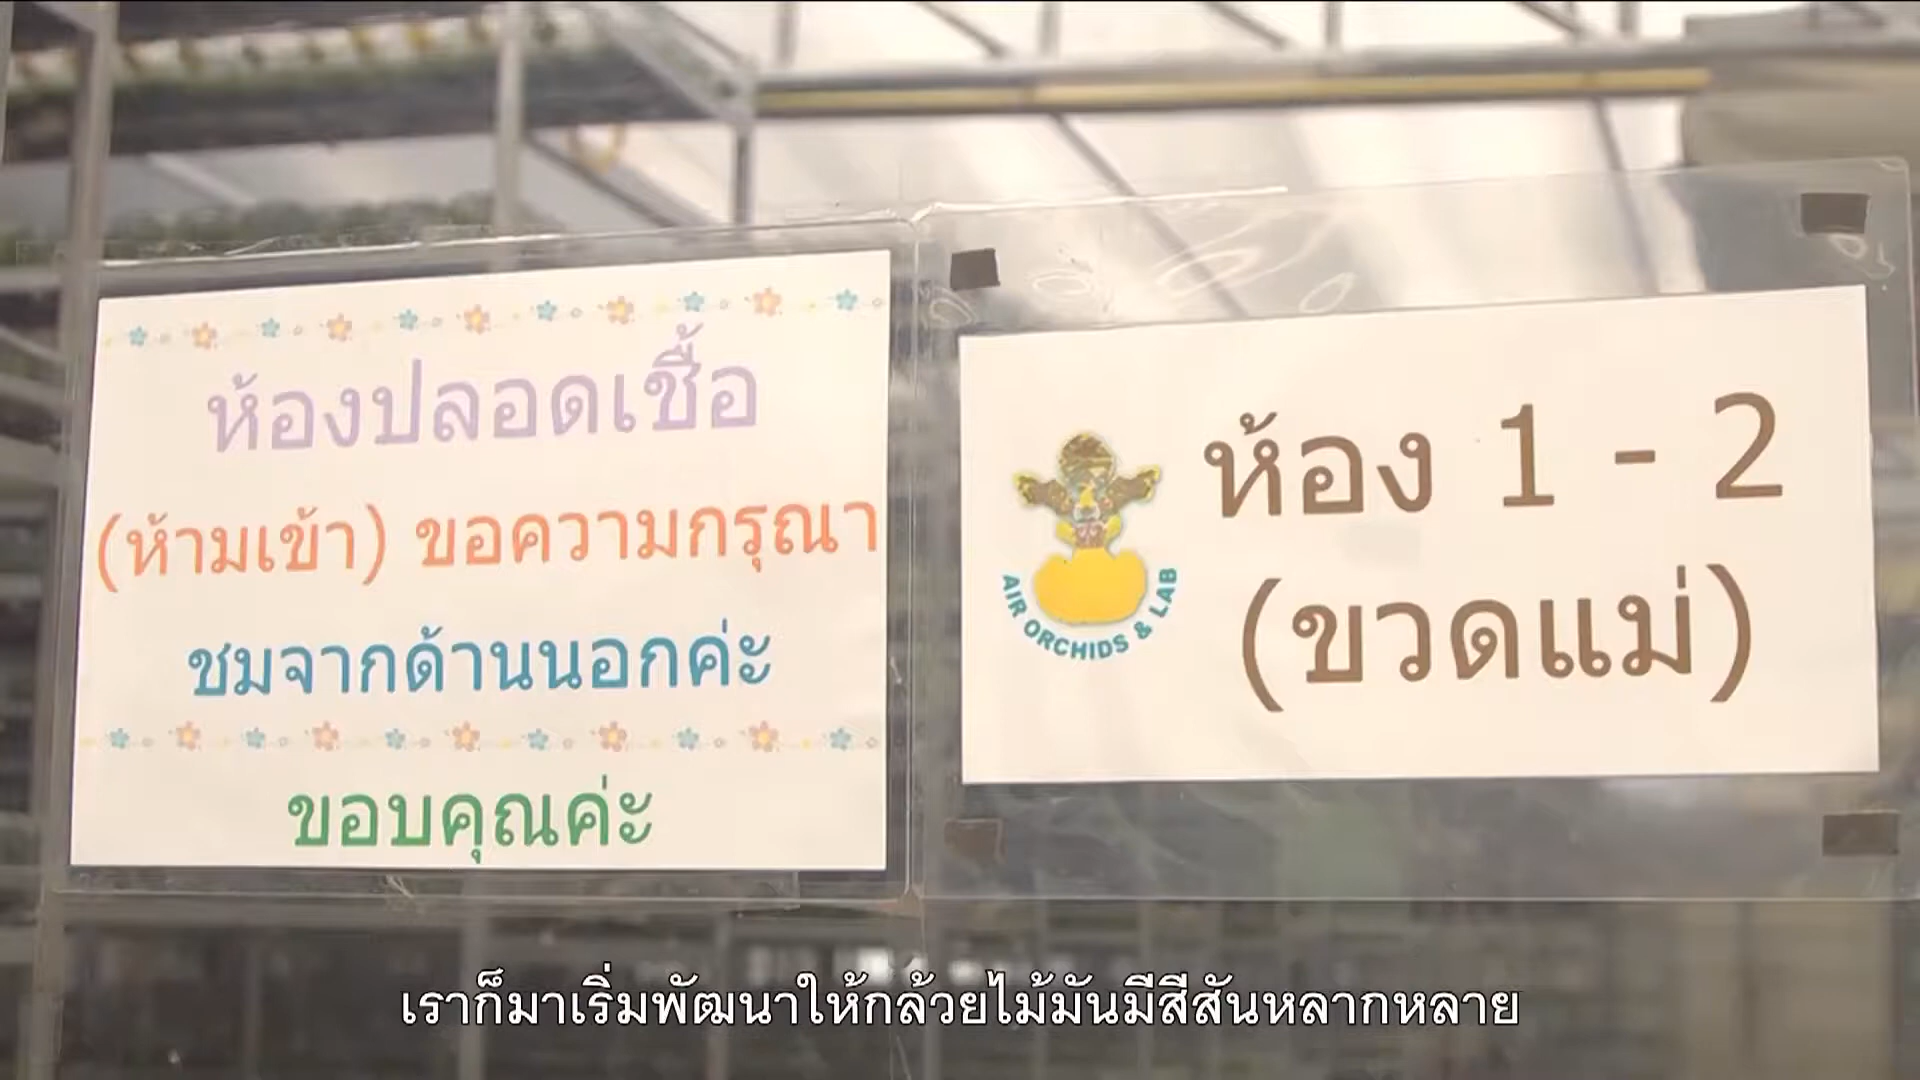 ห้องปลอดเชื้อ
(ห้ามเข้า) ขอความกรุณา
ชมจากด้านนอกค่ะ
ขอบคุณค่ะ
ห้อง 1 - 2
(ขวดแม่)
AIR ORCHIDS & LAB
เราก็มาเริ่มพัฒนาให้กล้วยไม้มันมีสีสันหลากหลาย